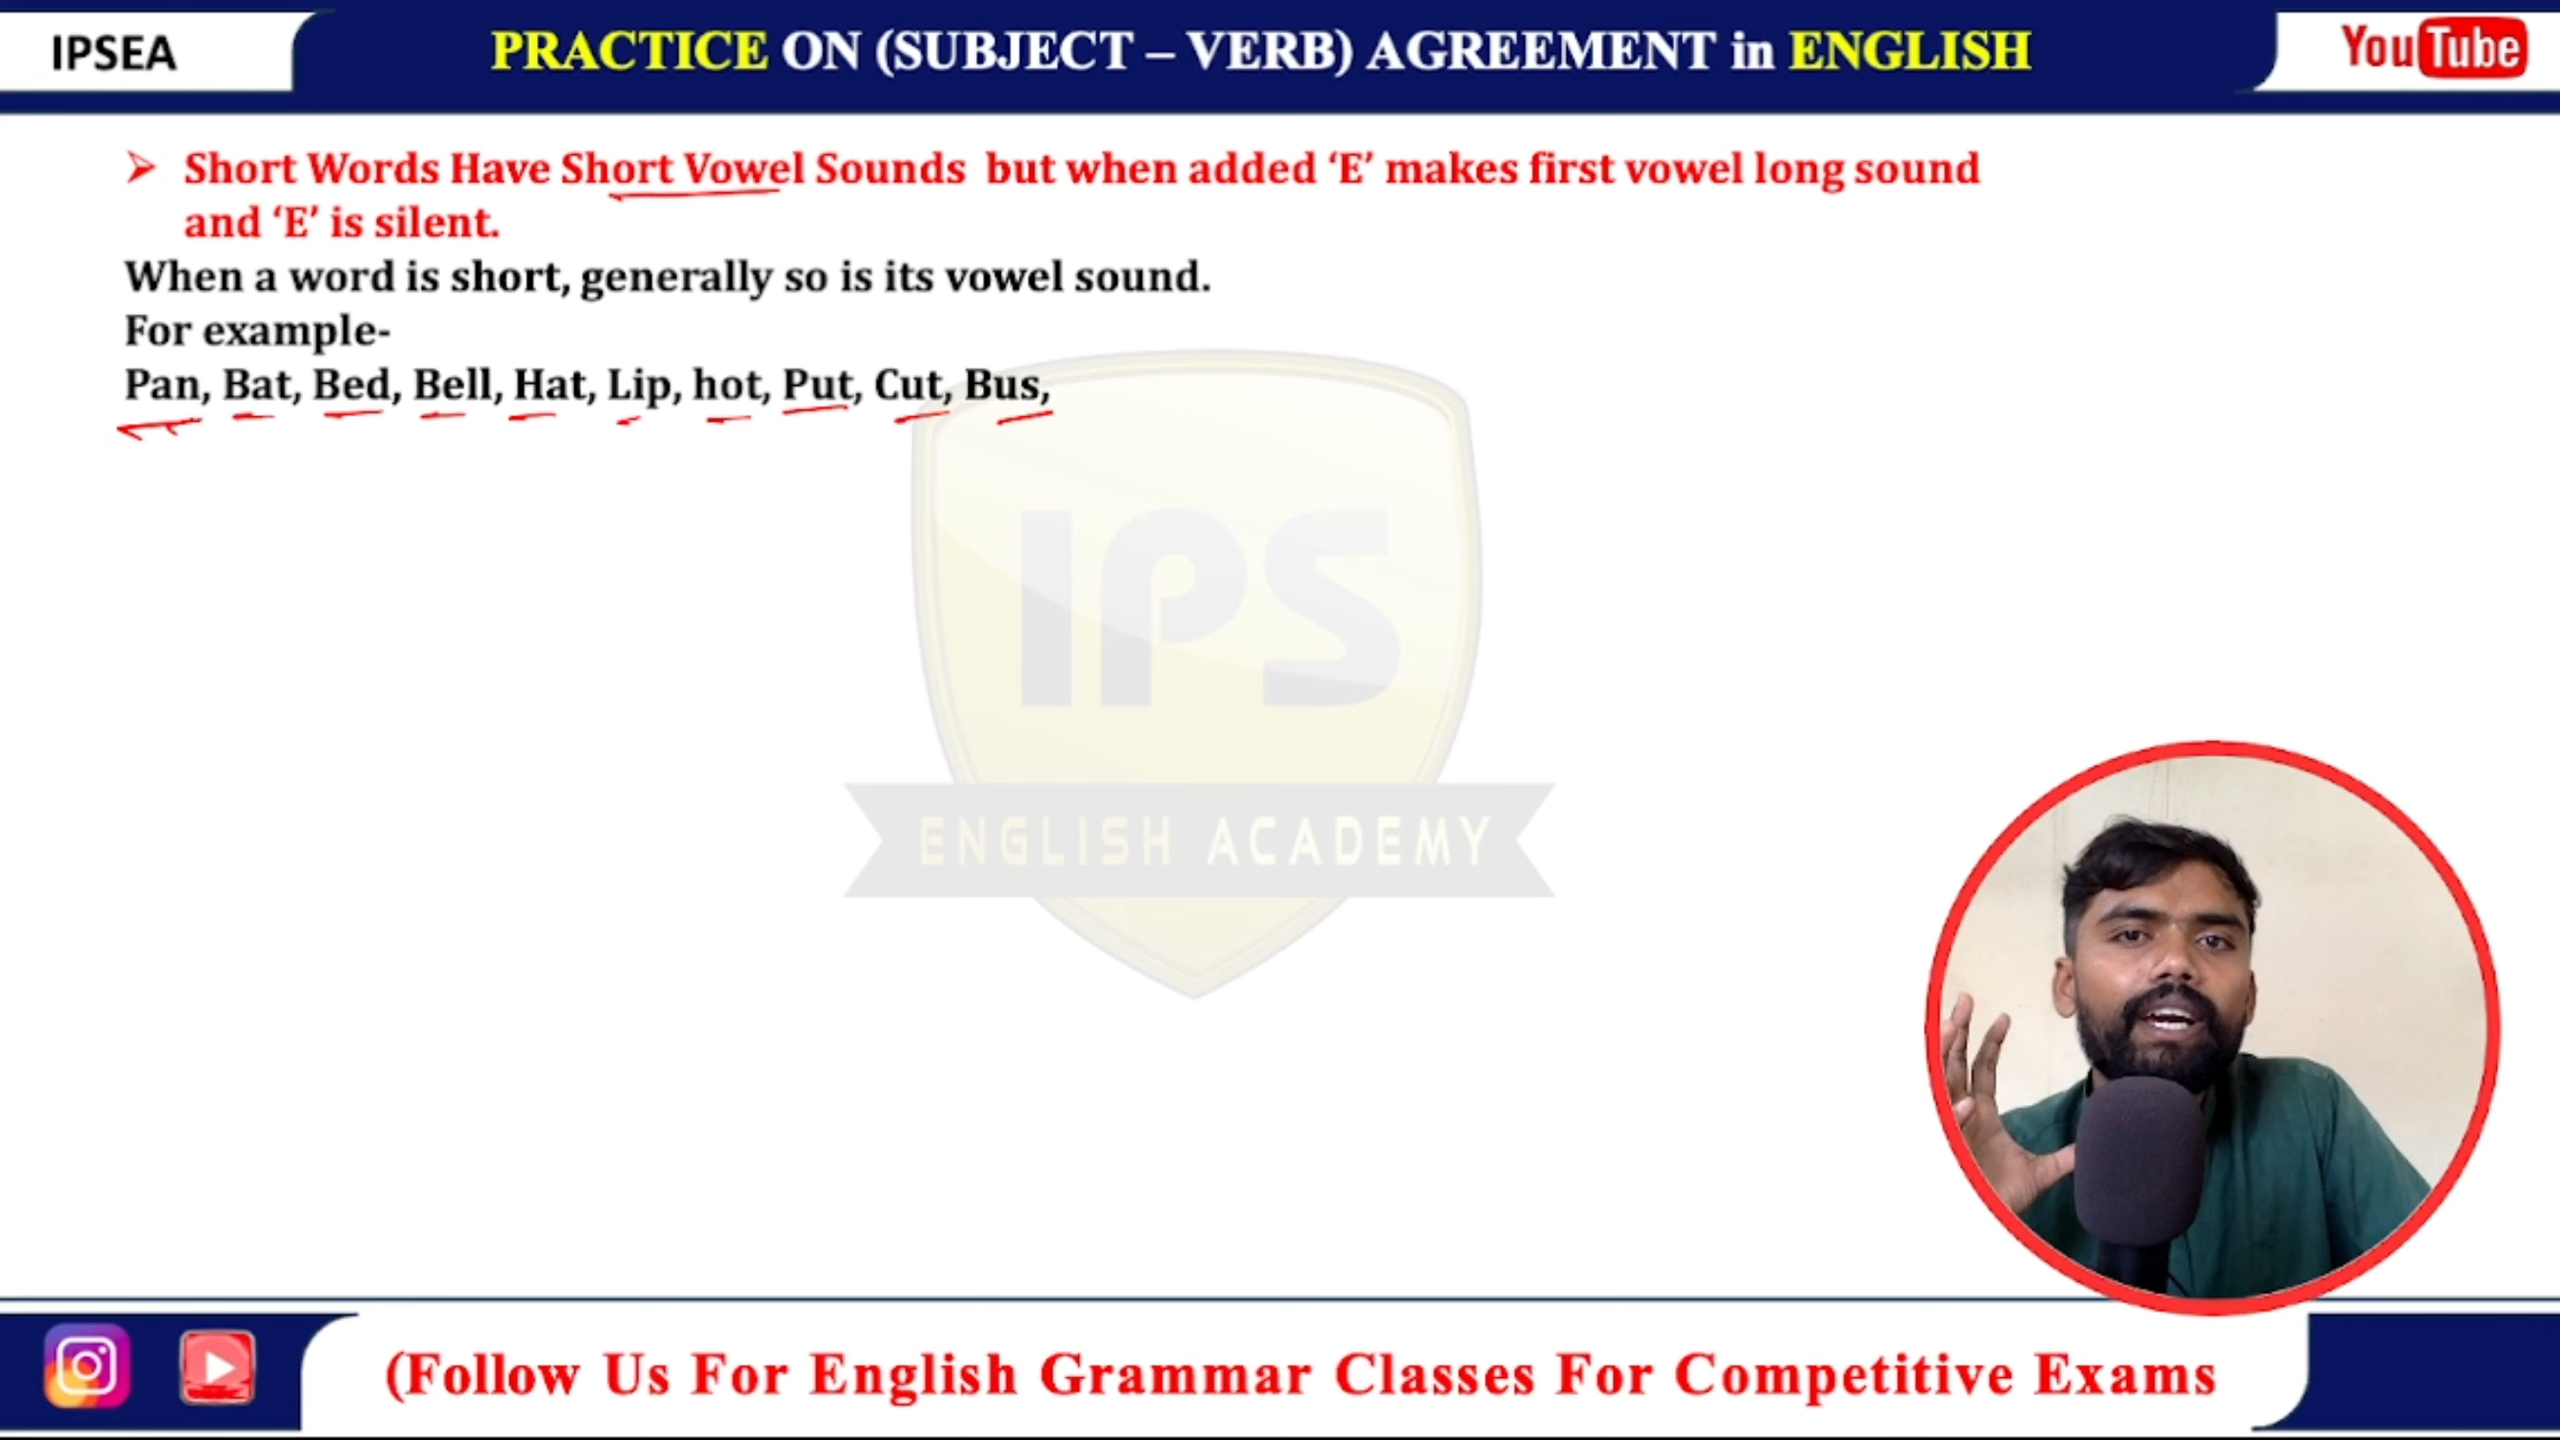 IPSEA
PRACTICE ON (SUBJECT – VERB) AGREEMENT in ENGLISH
YouTube
➢ Short Words Have Short Vowel Sounds but when added ‘E’ makes first vowel long sound
and ‘E’ is silent.
When a word is short, generally so is its vowel sound.
For example-
Pan, Bat, Bed, Bell, Hat, Lip, hot, Put, Cut, Bus,
IPS
ENGLISH ACADEMY
(Follow Us For English Grammar Classes For Competitive Exams